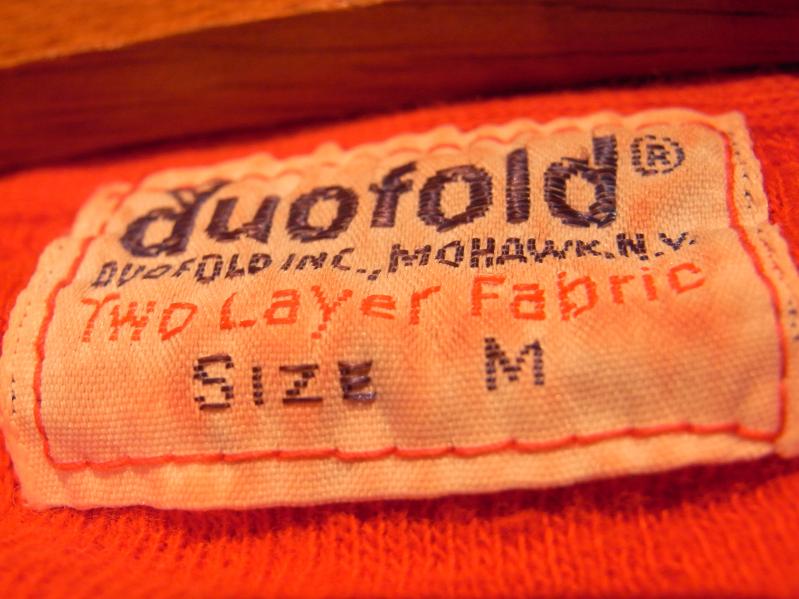 duofold®
DUOFOLD INC., MOHAWK, N.Y.
Two Layer Fabric
SIZE M